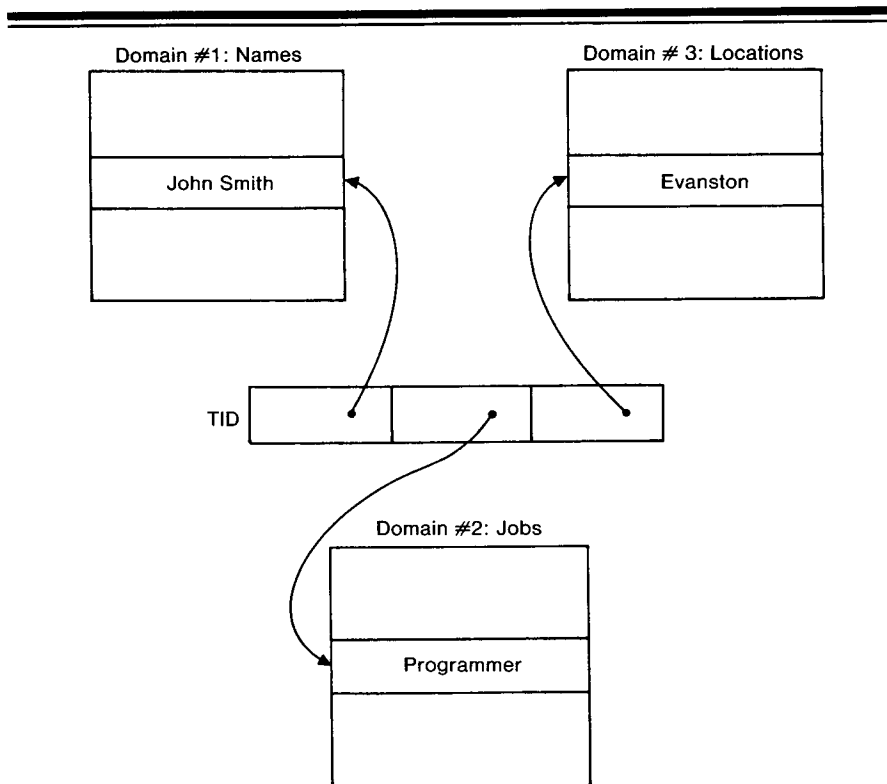 Domain #1: Names
Domain # 3: Locations
John Smith
Evanston
TID
Domain #2: Jobs
Programmer